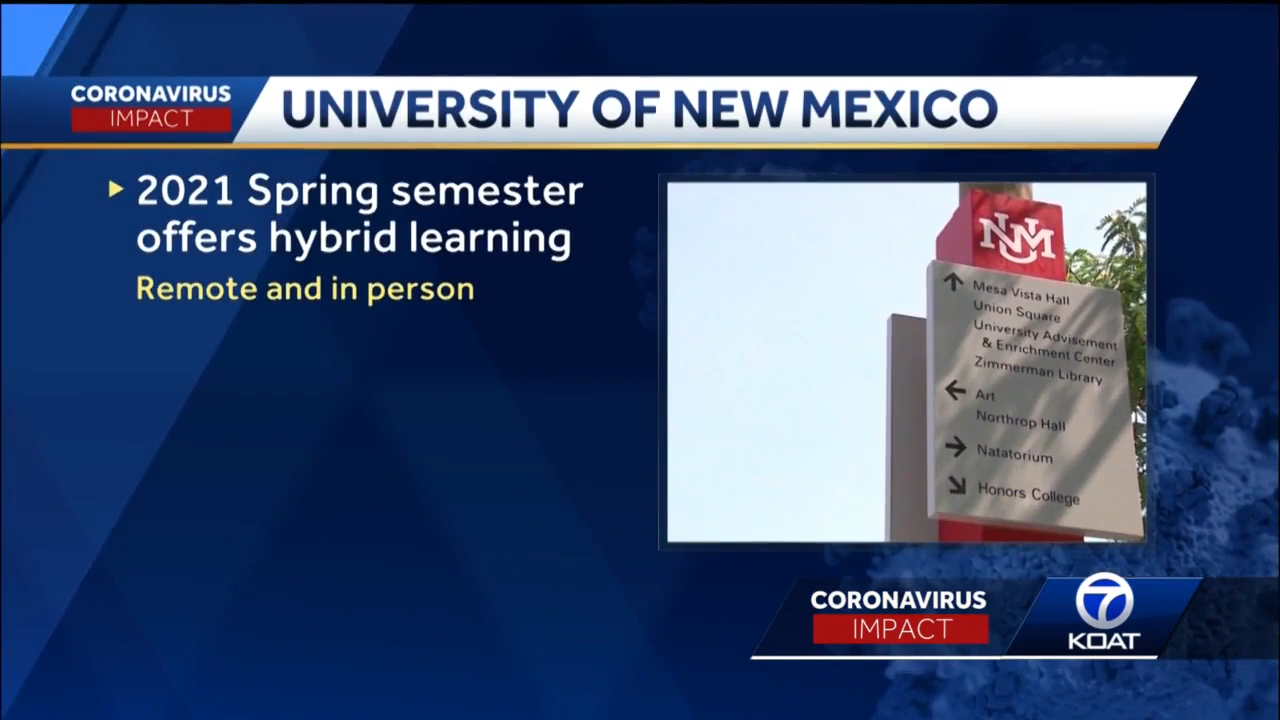 CORONAVIRUS
IMPACT
UNIVERSITY OF NEW MEXICO
2021 Spring semester
offers hybrid learning
Remote and in person
UNM
Mesa Vista Hall
Union Square
University Advisement
& Enrichment Center
Zimmerman Library
Art
Northrop Hall
Natatorium
Honors College
CORONAVIRUS
IMPACT
7
KOAT